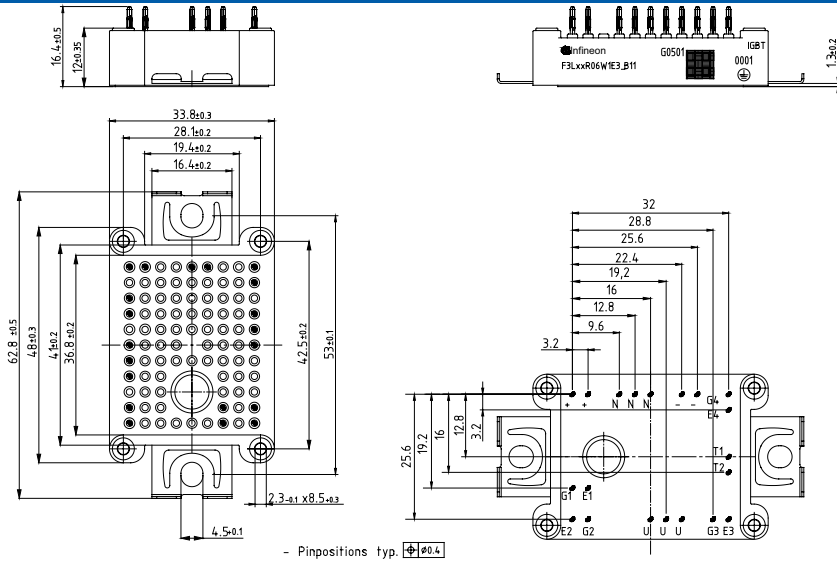 16.4±0.5
12±0.35
infineon
G0501
IGBT
F3LxxR06W1E3_B11
0001
1.3±0.2
33.8±0.3
28.1±0.2
19.4±0.2
16.4±0.2
62.8 ±0.5
48±0.3
41±0.2
36.8 ±0.2
42.5±0.2
53±0.1
2.3-0.1 x8.5+0.3
4.5+0.1
32
28.8
25.6
22.4
19,2
16
12.8
9.6
3.2
25.6
19.2
16
12.8
3.2
+ + N N N - - G4
E4
T1
T2
G1 E1
E2 G2 U U U G3 E3
- Pinpositions typ. ⌖ ø0.4